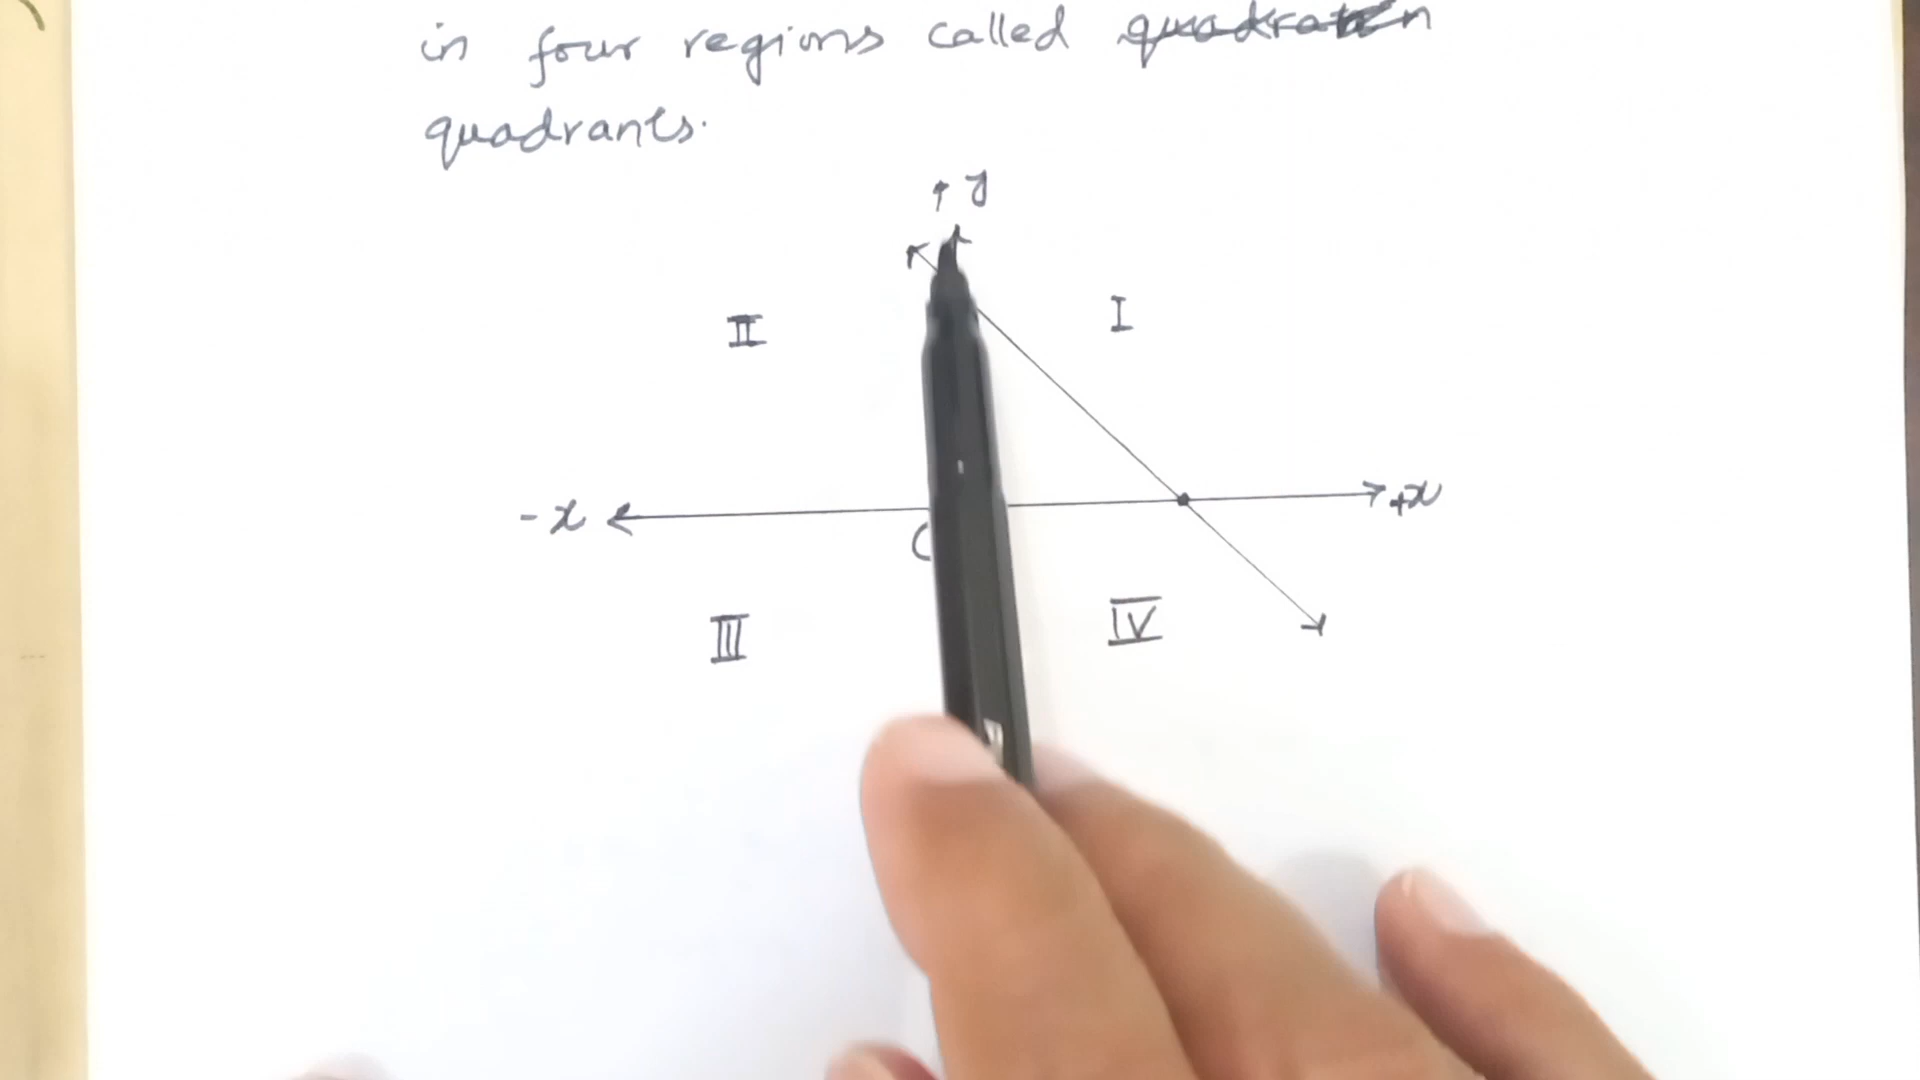 in four regions called
quadrants.
+ y
II
I
-x
+x
III
IV